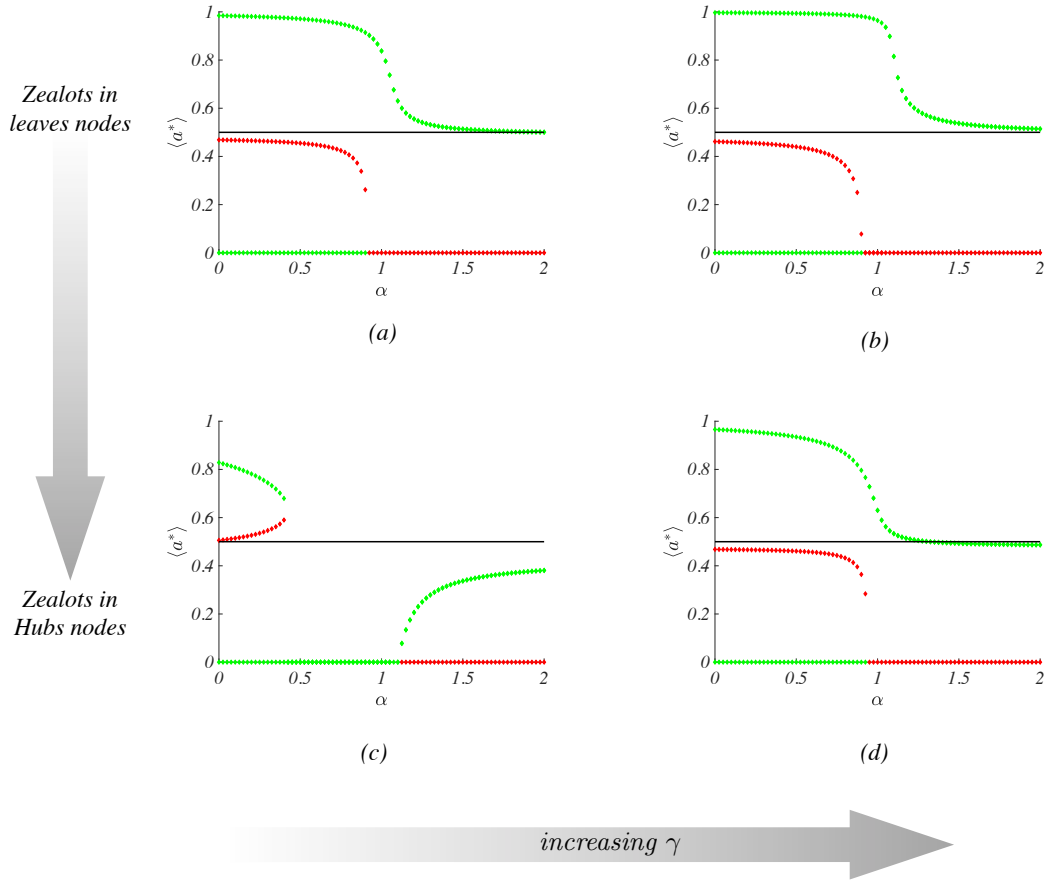 Zealots in
leaves nodes
1
0.8
0.6
0.4
0.2
0
⟨a*⟩
0 0.5 1 1.5 2
α
(a)
1
0.8
0.6
0.4
0.2
0
⟨a*⟩
0 0.5 1 1.5 2
α
(b)
Zealots in
Hubs nodes
1
0.8
0.6
0.4
0.2
0
⟨a*⟩
0 0.5 1 1.5 2
α
(c)
1
0.8
0.6
0.4
0.2
0
⟨a*⟩
0 0.5 1 1.5 2
α
(d)
increasing γ